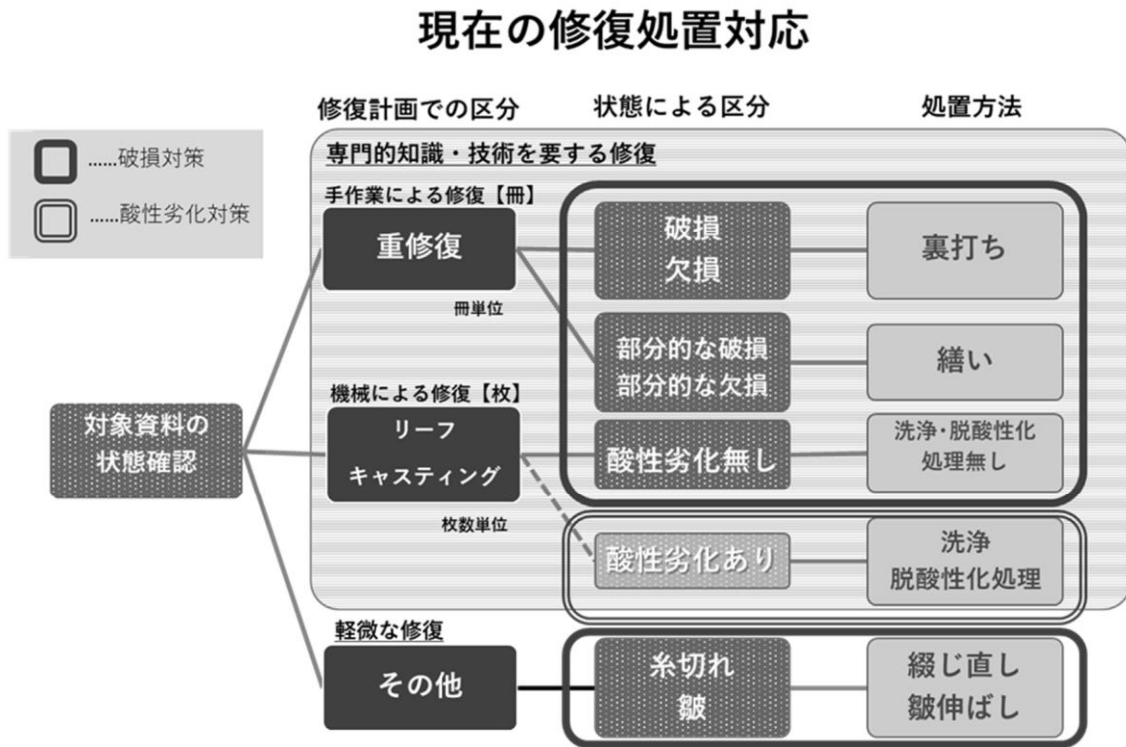 現在の修復処置対応
修復計画での区分
状態による区分
処置方法
......破損対策
......酸性劣化対策
専門的知識・技術を要する修復
手作業による修復【冊】
重修復
冊単位
破損
欠損
裏打ち
部分的な破損
部分的な欠損
繕い
機械による修復【枚】
リーフ
キャスティング
枚数単位
酸性劣化無し
洗浄・脱酸性化
処理無し
対象資料の
状態確認
酸性劣化あり
洗浄
脱酸性化処理
軽微な修復
その他
糸切れ
皺
綴じ直し
皺伸ばし